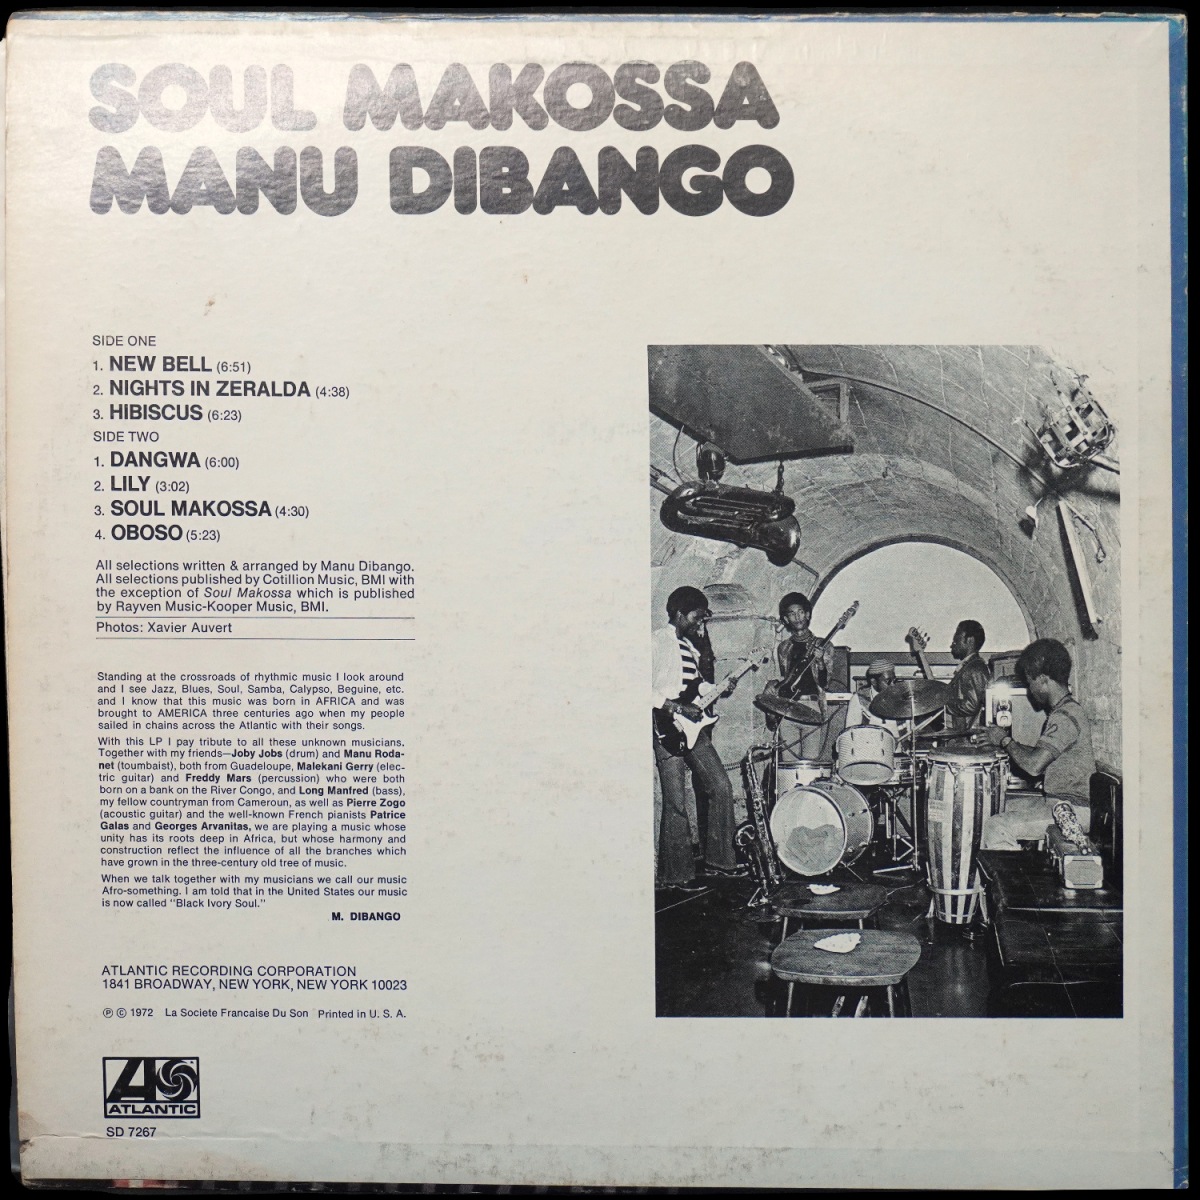 SOUL MAKOSSA
MANU DIBANGO
SIDE ONE
1. NEW BELL (6:51)
2. NIGHTS IN ZERALDA (4:38)
3. HIBISCUS (6:23)
SIDE TWO
1. DANGWA (6:00)
2. LILY (3:02)
3. SOUL MAKOSSA (4:30)
4. OBOSO (5:23)
All selections written & arranged by Manu Dibango.
All selections published by Cotillion Music, BMI with
the exception of Soul Makossa which is published
by Rayven Music-Kooper Music, BMI.
Photos: Xavier Auvert
Standing at the crossroads of rhythmic music I look around
and I see Jazz, Blues, Soul, Samba, Calypso, Beguine, etc.
and I know that this music was born in AFRICA and was
brought to AMERICA three centuries ago when my people
sailed in chains across the Atlantic with their songs.
With this LP I pay tribute to all these unknown musicians.
Together with my friends—Joby Jobs (drum) and Manu Roda-
net (toumbaist), both from Guadeloupe, Malekani Gerry (elec-
tric guitar) and Freddy Mars (percussion) who were both
born on a bank on the River Congo, and Long Manfred (bass),
my fellow countryman from Cameroun, as well as Pierre Zogo
(acoustic guitar) and the well-known French pianists Patrice
Galas and Georges Arvanitas, we are playing a music whose
unity has its roots deep in Africa, but whose harmony and
construction reflect the influence of all the branches which
have grown in the three-century old tree of music.
When we talk together with my musicians we call our music
Afro-something. I am told that in the United States our music
is now called "Black Ivory Soul."
M. DIBANGO
ATLANTIC RECORDING CORPORATION
1841 BROADWAY, NEW YORK, NEW YORK 10023
℗ © 1972 La Societe Francaise Du Son Printed in U. S. A.
ATLANTIC
SD 7267